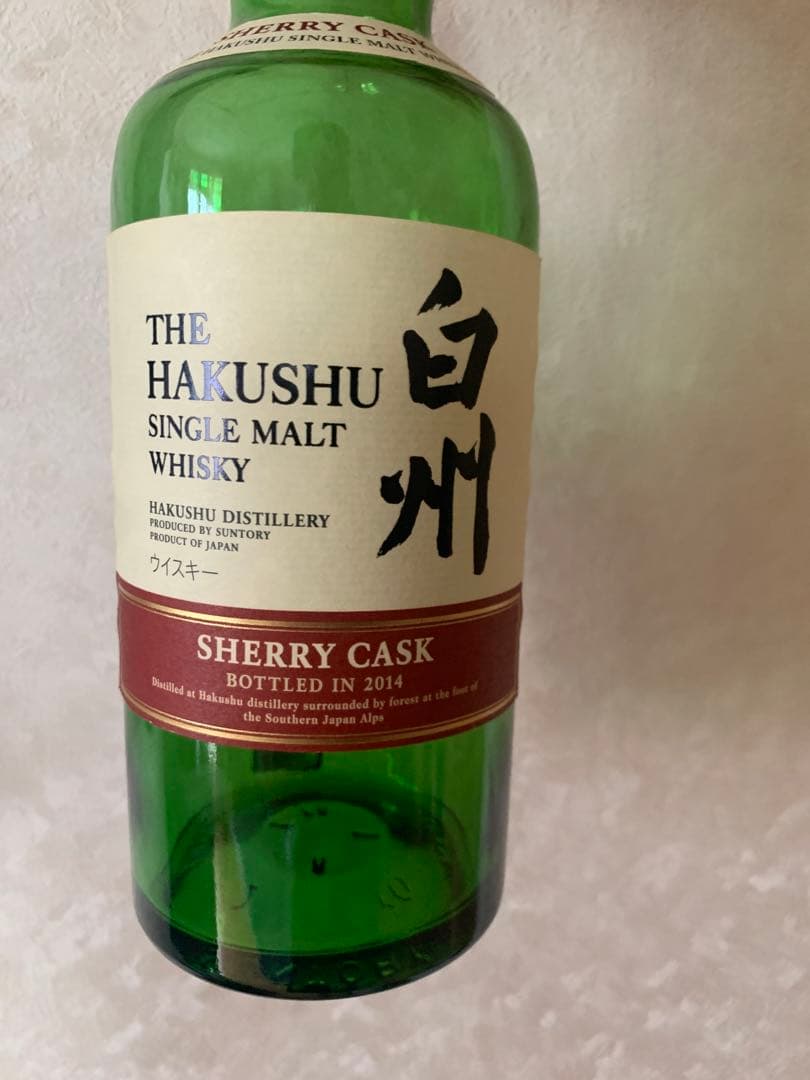 SHERRY CASK
HAKUSHU SINGLE MALT
THE
HAKUSHU
SINGLE MALT
WHISKY
白州
HAKUSHU DISTILLERY
PRODUCED BY SUNTORY
PRODUCT OF JAPAN
ウイスキー
SHERRY CASK
BOTTLED IN 2014
Distilled at Hakushu distillery surrounded by forest at the foot of
the Southern Japan Alps